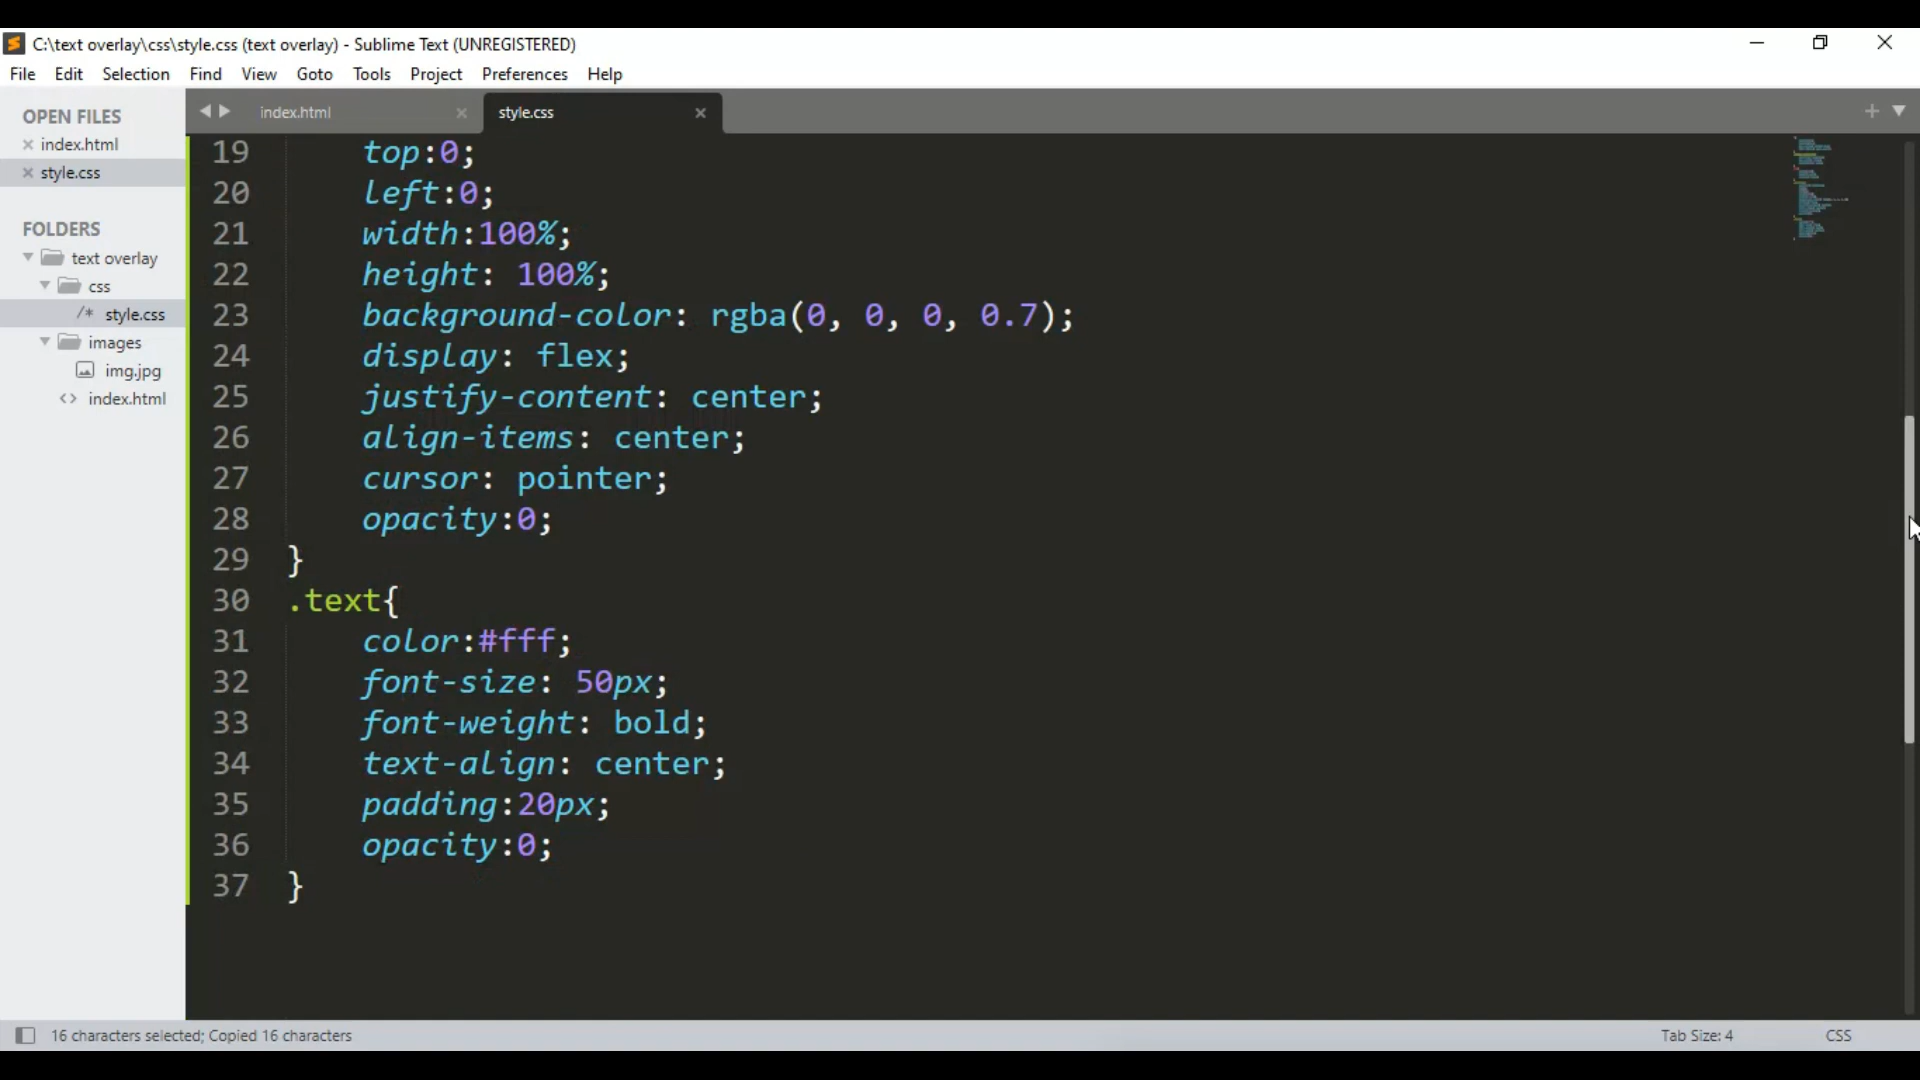 C:\text overlay\css\style.css (text overlay) - Sublime Text (UNREGISTERED)
File Edit Selection Find View Goto Tools Project Preferences Help
OPEN FILES
index.html
style.css
FOLDERS
text overlay
css
/* style.css
images
img.jpg
<> index.html
index.html
style.css
19 top:0;
20 left:0;
21 width:100%;
22 height: 100%;
23 background-color: rgba(0, 0, 0, 0.7);
24 display: flex;
25 justify-content: center;
26 align-items: center;
27 cursor: pointer;
28 opacity:0;
29 }
30 .text{
31 color:#fff;
32 font-size: 50px;
33 font-weight: bold;
34 text-align: center;
35 padding:20px;
36 opacity:0;
37 }
16 characters selected; Copied 16 characters
Tab Size: 4
CSS